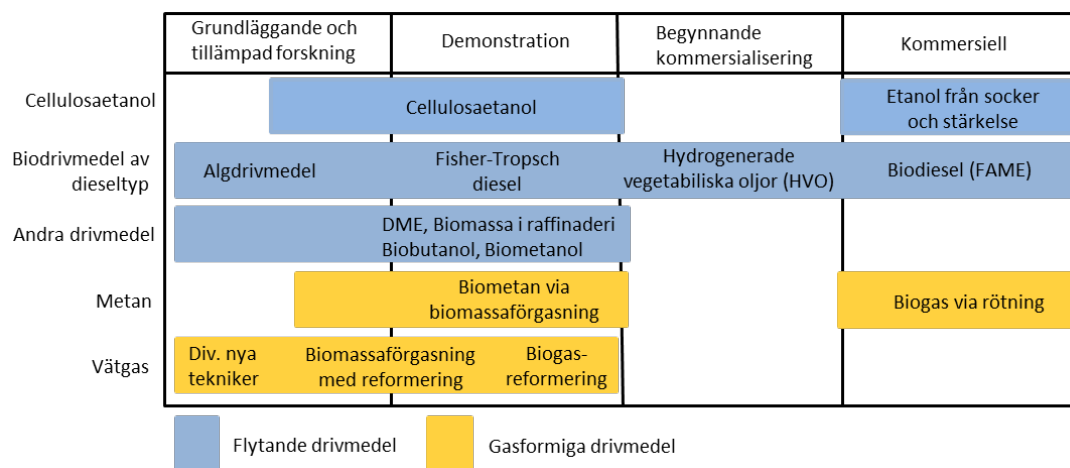 Grundläggande och
tillämpad forskning
Demonstration
Begynnande
kommersialisering
Kommersiell
Cellulosaetanol
Cellulosaetanol
Etanol från socker
och stärkelse
Biodrivmedel av
dieseltyp
Algdrivmedel
Fisher-Tropsch
diesel
Hydrogenerade
vegetabiliska oljor (HVO)
Biodiesel (FAME)
Andra drivmedel
DME, Biomassa i raffinaderi
Biobutanol, Biometanol
Metan
Biometan via
biomassaförgasning
Biogas via rötning
Vätgas
Div. nya
tekniker
Biomassaförgasning
med reformering
Biogas-
reformering
Flytande drivmedel
Gasformiga drivmedel